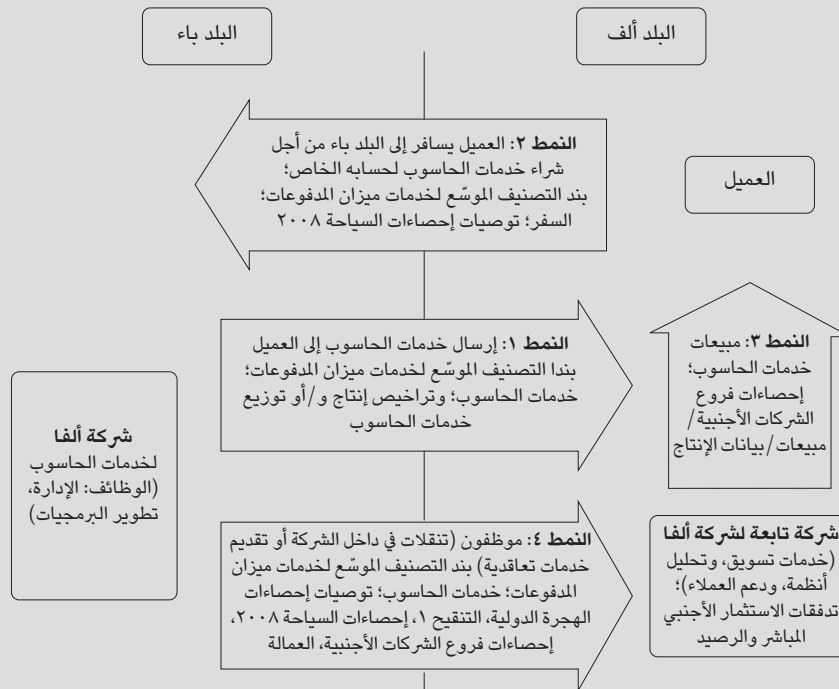 البلد ألف
البلد باء
النمط ٢: العميل يسافر إلى البلد باء من أجل
شراء خدمات الحاسوب لحسابه الخاص؛
بند التصنيف الموسّع لخدمات ميزان المدفوعات؛
السفر؛ توصيات إحصاءات السياحة ٢٠٠٨
العميل
النمط ٣: مبيعات
خدمات الحاسوب؛
إحصاءات فروع
الشركات الأجنبية/
مبيعات/بيانات الإنتاج
النمط ١: إرسال خدمات الحاسوب إلى العميل
بندا التصنيف الموسّع لخدمات ميزان المدفوعات؛
خدمات الحاسوب؛ وتراخيص إنتاج و/أو توزيع
خدمات الحاسوب
شركة ألفا
لخدمات الحاسوب
(الوظائف: الإدارة،
تطوير البرمجيات)
شركة تابعة لشركة ألفا
(خدمات تسويق، وتحليل
أنظمة، ودعم العملاء)؛
تدفقات الاستثمار الأجنبي
المباشر والرصيد
النمط ٤: موظفون (تنقلات في داخل الشركة أو تقديم
خدمات تعاقدية) بند التصنيف الموسّع لخدمات ميزان
المدفوعات؛ خدمات الحاسوب؛ توصيات إحصاءات
الهجرة الدولية، التنقيح ١، إحصاءات السياحة ٢٠٠٨،
إحصاءات فروع الشركات الأجنبية، العمالة